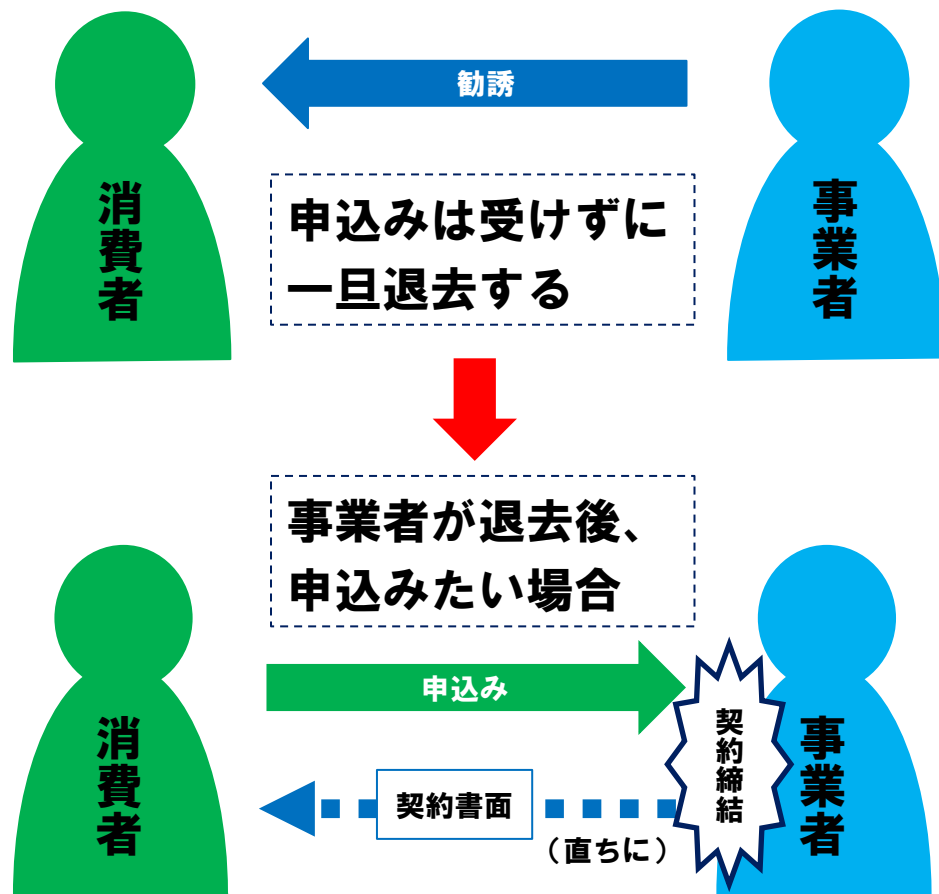 勧誘
消費者
事業者
申込みは受けずに
一旦退去する
事業者が退去後、
申込みたい場合
申込み
消費者
契約締結
事業者
契約書面
（直ちに）